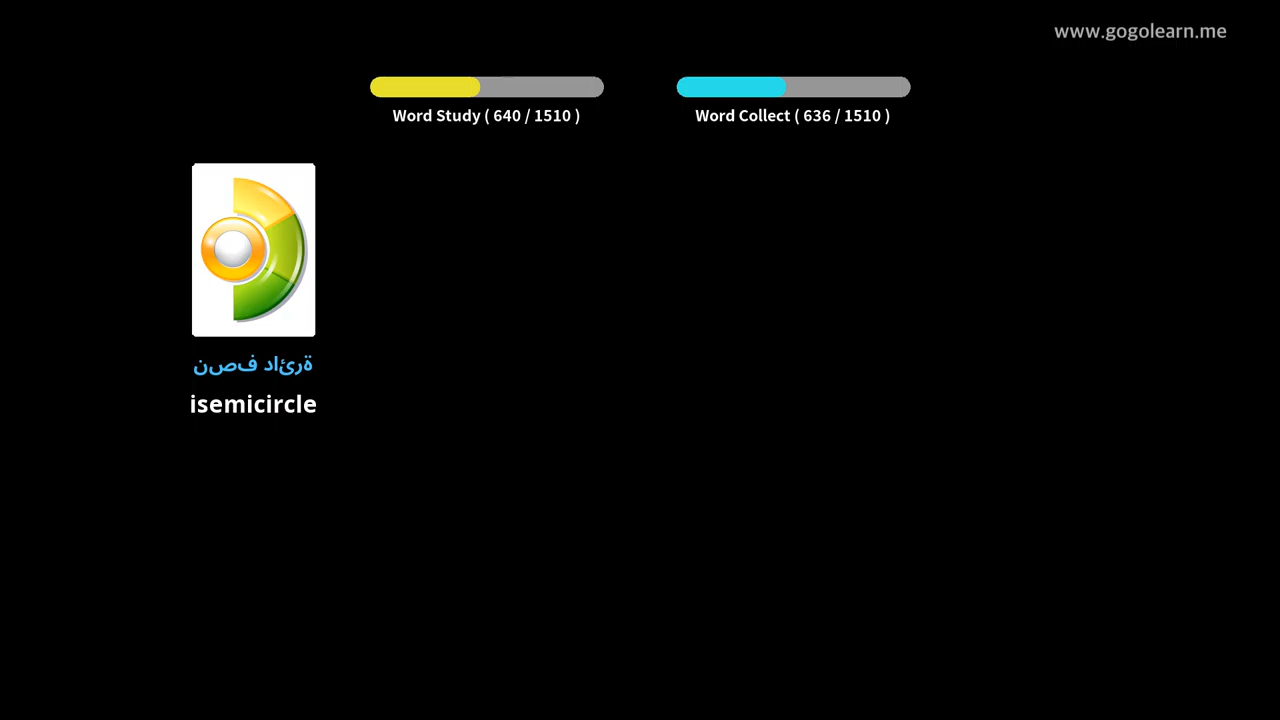 www.gogolearn.me
Word Study ( 640 / 1510 )
Word Collect ( 636 / 1510 )
ةرئاد فصن
isemicircle